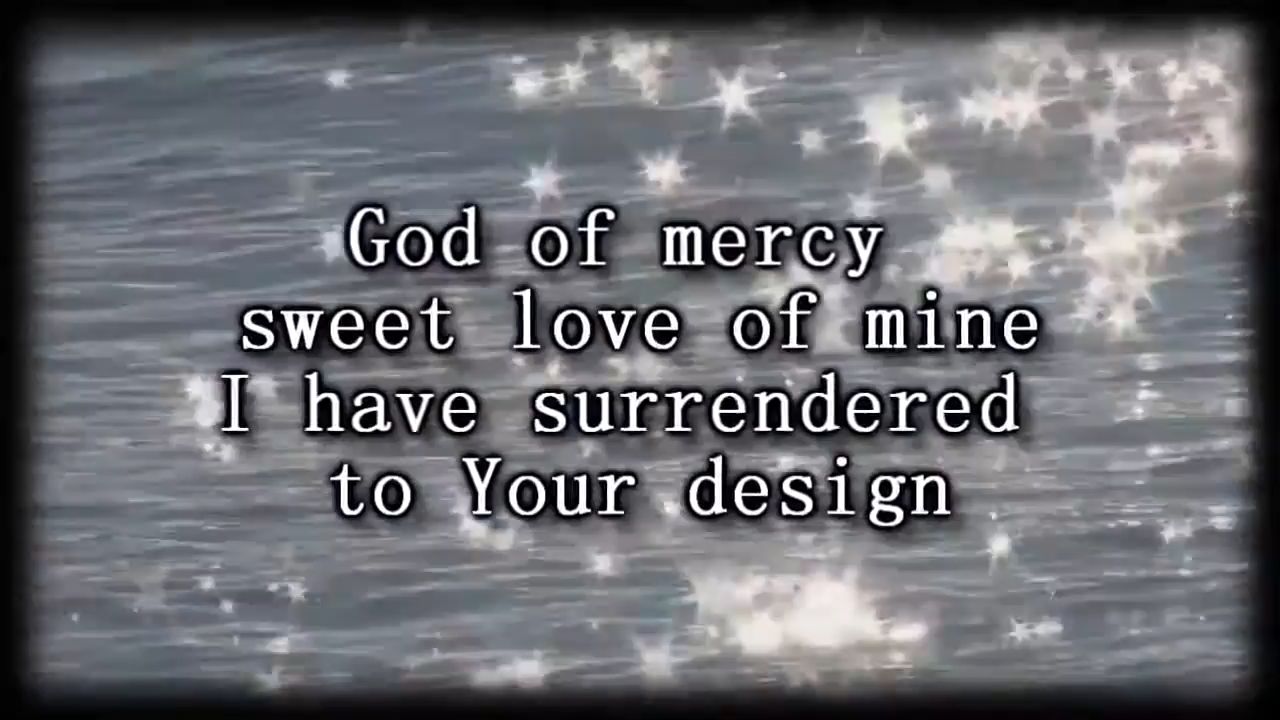 God of mercy
sweet love of mine
I have surrendered
to Your design